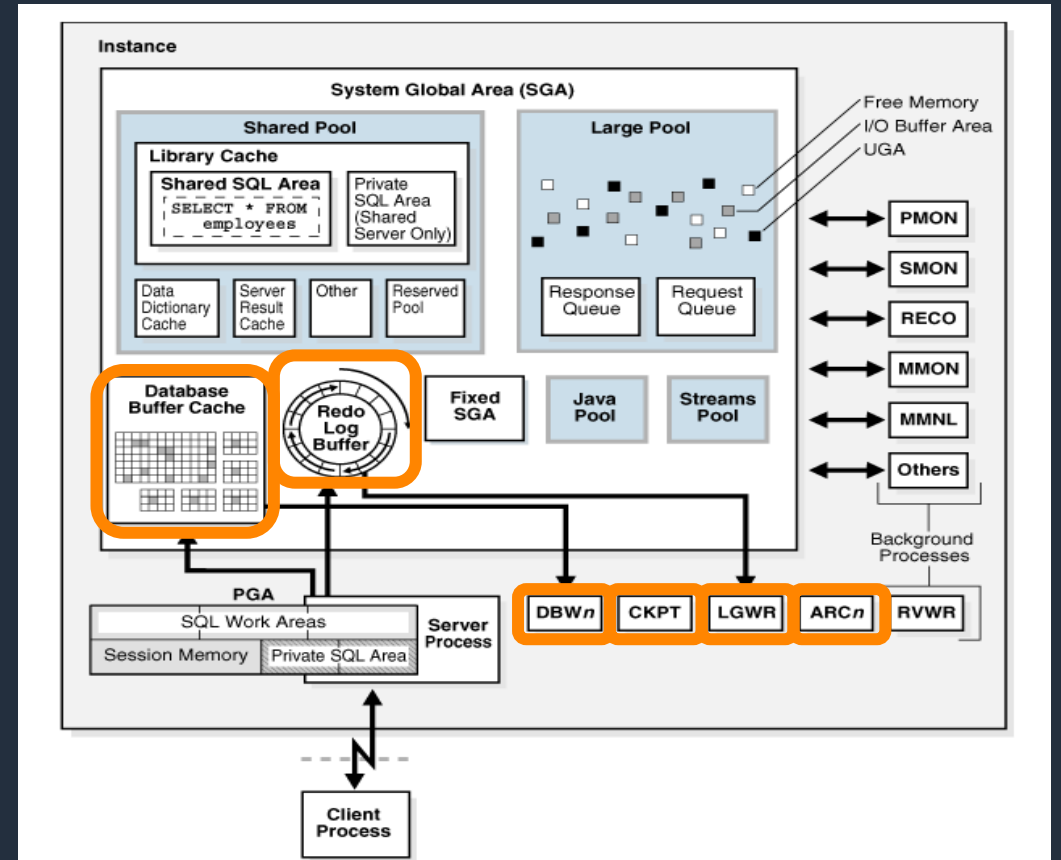 Instance
System Global Area (SGA)
Shared Pool
Library Cache
Shared SQL Area
SELECT * FROM
employees
Private
SQL Area
(Shared
Server Only)
Data
Dictionary
Cache
Server
Result
Cache
Other
Reserved
Pool
Large Pool
Response
Queue
Request
Queue
Free Memory
I/O Buffer Area
UGA
Database
Buffer Cache
Redo
Log
Buffer
Fixed
SGA
Java
Pool
Streams
Pool
PMON
SMON
RECO
MMON
MMNL
Others
Background
Processes
PGA
SQL Work Areas
Session Memory
Private SQL Area
Server
Process
DBWn
CKPT
LGWR
ARCn
RVWR
Client
Process